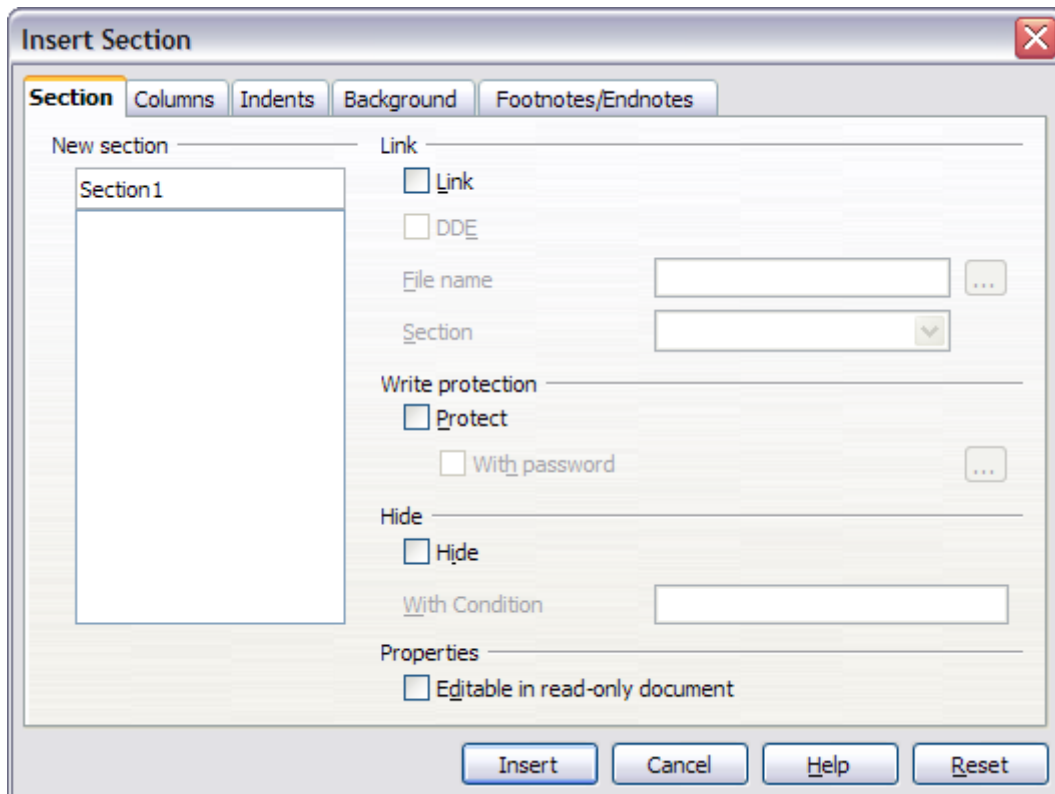 Insert Section
Section Columns Indents Background Footnotes/Endnotes
New section
Section1
Link
Link
DDE
File name ...
Section
Write protection
Protect
With password ...
Hide
Hide
With Condition
Properties
Editable in read-only document
Insert Cancel Help Reset